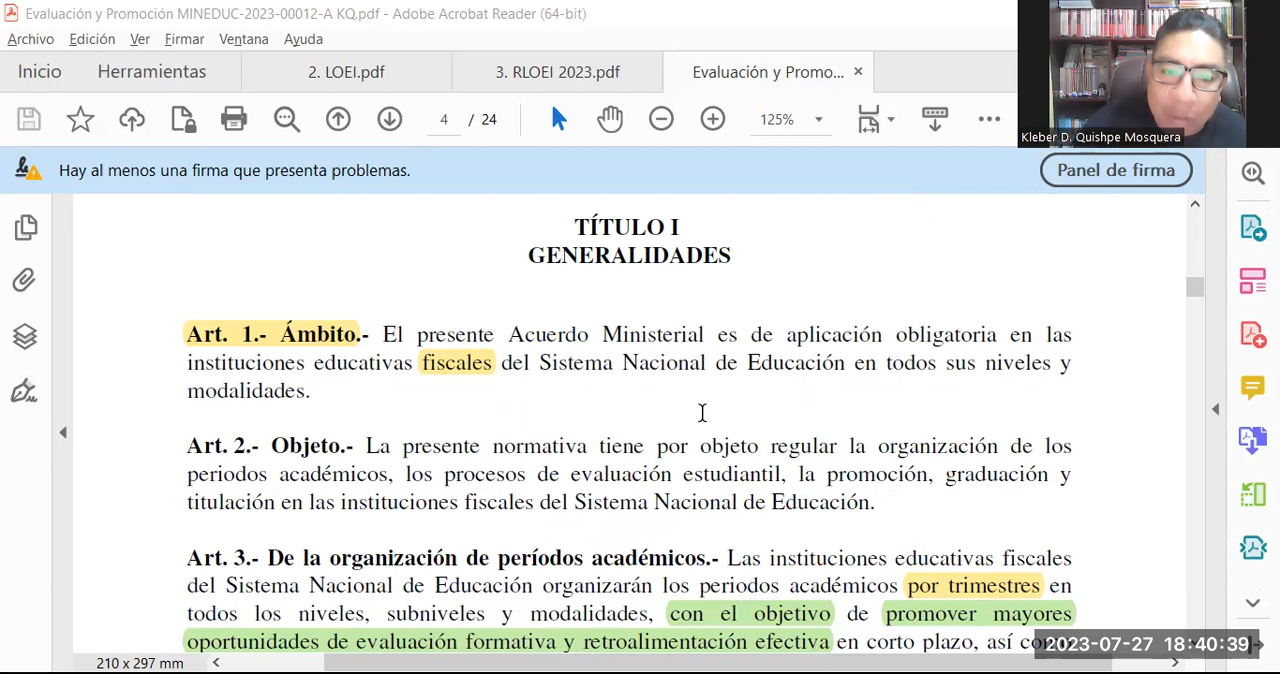 Evaluación y Promoción MINEDUC-2023-00012-A KQ.pdf - Adobe Acrobat Reader (64-bit)
Archivo Edición Ver Firmar Ventana Ayuda
Inicio Herramientas 2. LOEI.pdf 3. RLOEI 2023.pdf Evaluación y Promo... ×
4 / 24 125%
Kleber D. Quishpe Mosquera
Hay al menos una firma que presenta problemas. Panel de firma
TÍTULO I
GENERALIDADES
Art. 1.- Ámbito.- El presente Acuerdo Ministerial es de aplicación obligatoria en las
instituciones educativas fiscales del Sistema Nacional de Educación en todos sus niveles y
modalidades.
Art. 2.- Objeto.- La presente normativa tiene por objeto regular la organización de los
periodos académicos, los procesos de evaluación estudiantil, la promoción, graduación y
titulación en las instituciones fiscales del Sistema Nacional de Educación.
Art. 3.- De la organización de períodos académicos.- Las instituciones educativas fiscales
del Sistema Nacional de Educación organizarán los periodos académicos por trimestres en
todos los niveles, subniveles y modalidades, con el objetivo de promover mayores
oportunidades de evaluación formativa y retroalimentación efectiva en corto plazo, así
2023-07-27 18:40:39
210 x 297 mm